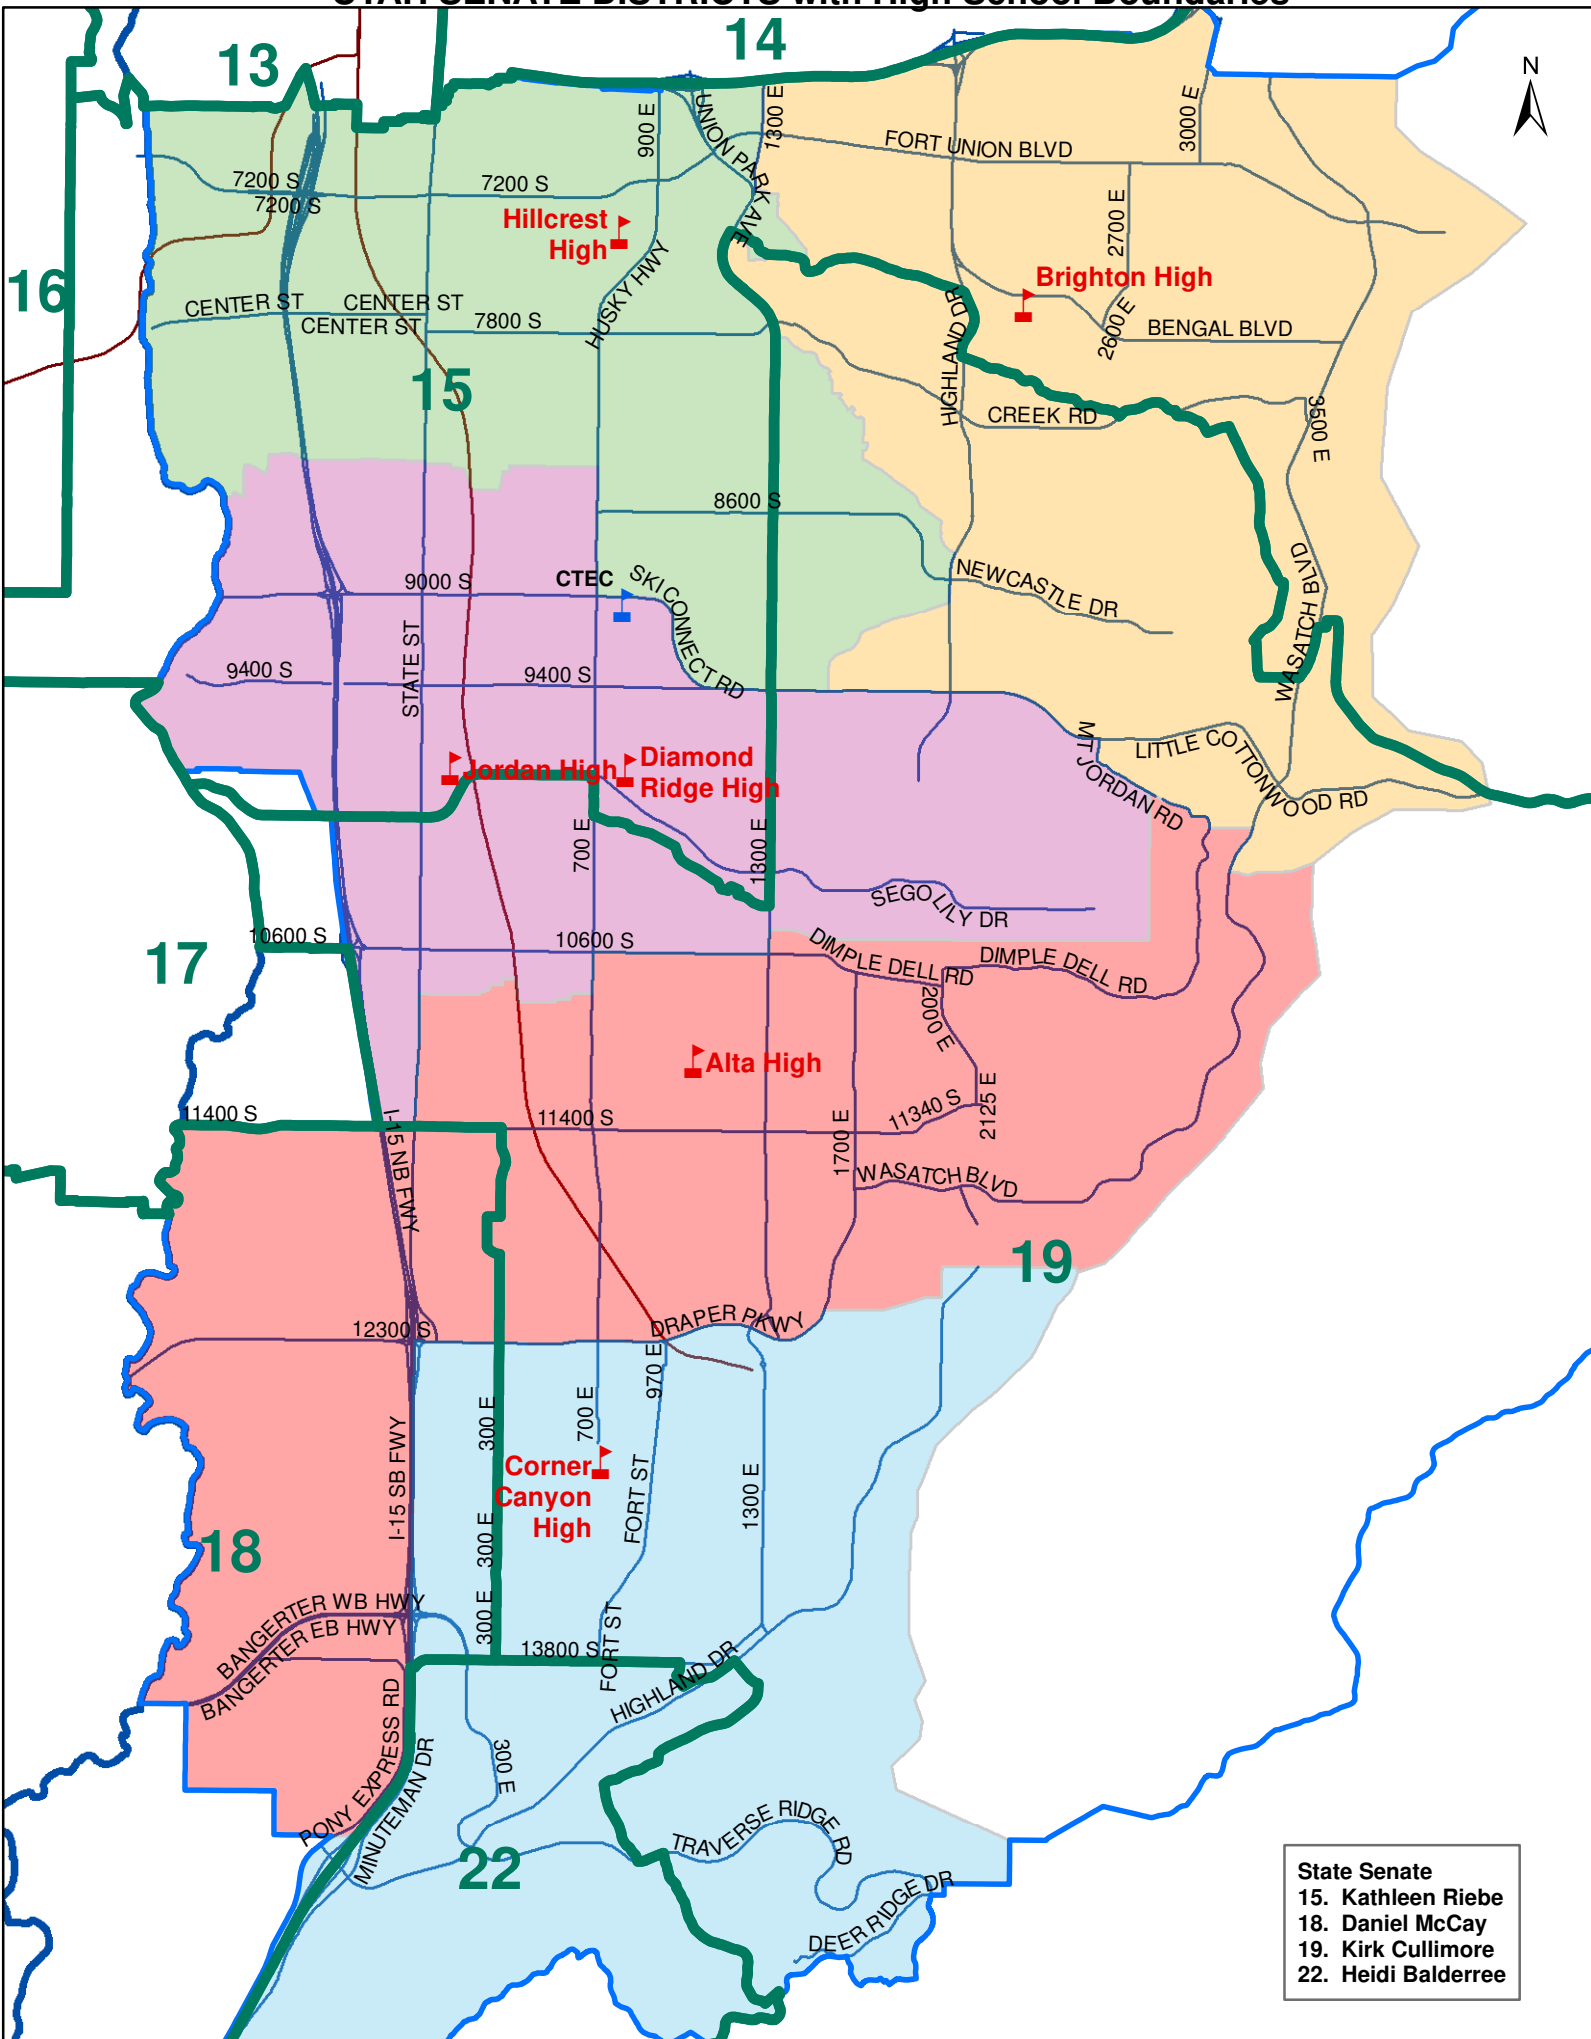 UTAH SENATE DISTRICTS with High School Boundaries
14
13
N
900 E
UNION PARK AVE
1300 E
3000 E
FORT UNION BLVD
7200 S
7200 S
7200 S
2700 E
Hillcrest
High
16
HUSKY HWY
Brighton High
CENTER ST
CENTER ST
CENTER ST
7800 S
HIGHLAND DR
2600 E
BENGAL BLVD
15
CREEK RD
3500 E
8600 S
WASATCH BLVD
9000 S
CTEC
SKI CONNECT RD
NEWCASTLE DR
STATE ST
9400 S
9400 S
MT JORDAN RD
LITTLE COTTONWOOD RD
Jordan High
Diamond
Ridge High
700 E
1300 E
SEGO LILY DR
17
10600 S
10600 S
DIMPLE DELL RD
DIMPLE DELL RD
2000 E
Alta High
11400 S
I-15 NB FWY
11400 S
1700 E
11340 S
2125 E
WASATCH BLVD
19
12300 S
DRAPER PKWY
970 E
700 E
300 E
I-15 SB FWY
Corner
Canyon
High
FORT ST
1300 E
300 E
18
300 E
BANGERTER WB HWY
BANGERTER EB HWY
13800 S
FORT ST
HIGHLAND DR
PONY EXPRESS RD
MINUTEMAN DR
300 E
TRAVERSE RIDGE RD
22
DEER RIDGE DR
State Senate
15. Kathleen Riebe
18. Daniel McCay
19. Kirk Cullimore
22. Heidi Balderree